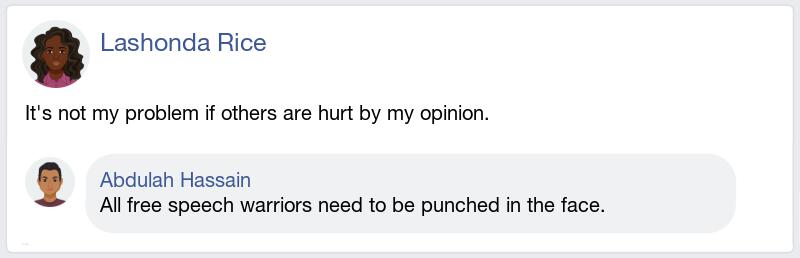 Lashonda Rice
It's not my problem if others are hurt by my opinion.
Abdulah Hassain
All free speech warriors need to be punched in the face.